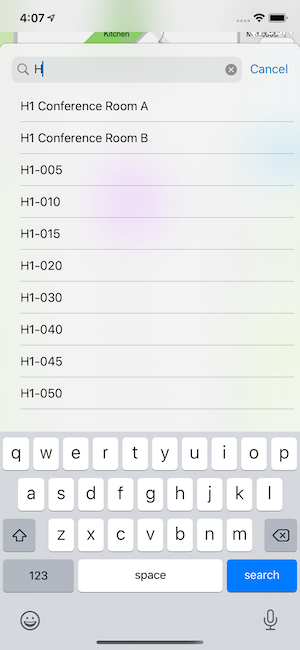 4:07
Kitchen
H
Cancel
H1 Conference Room A
H1 Conference Room B
H1-005
H1-010
H1-015
H1-020
H1-030
H1-040
H1-045
H1-050
q w e r t y u i o p
a s d f g h j k l
z x c v b n m
123 space search